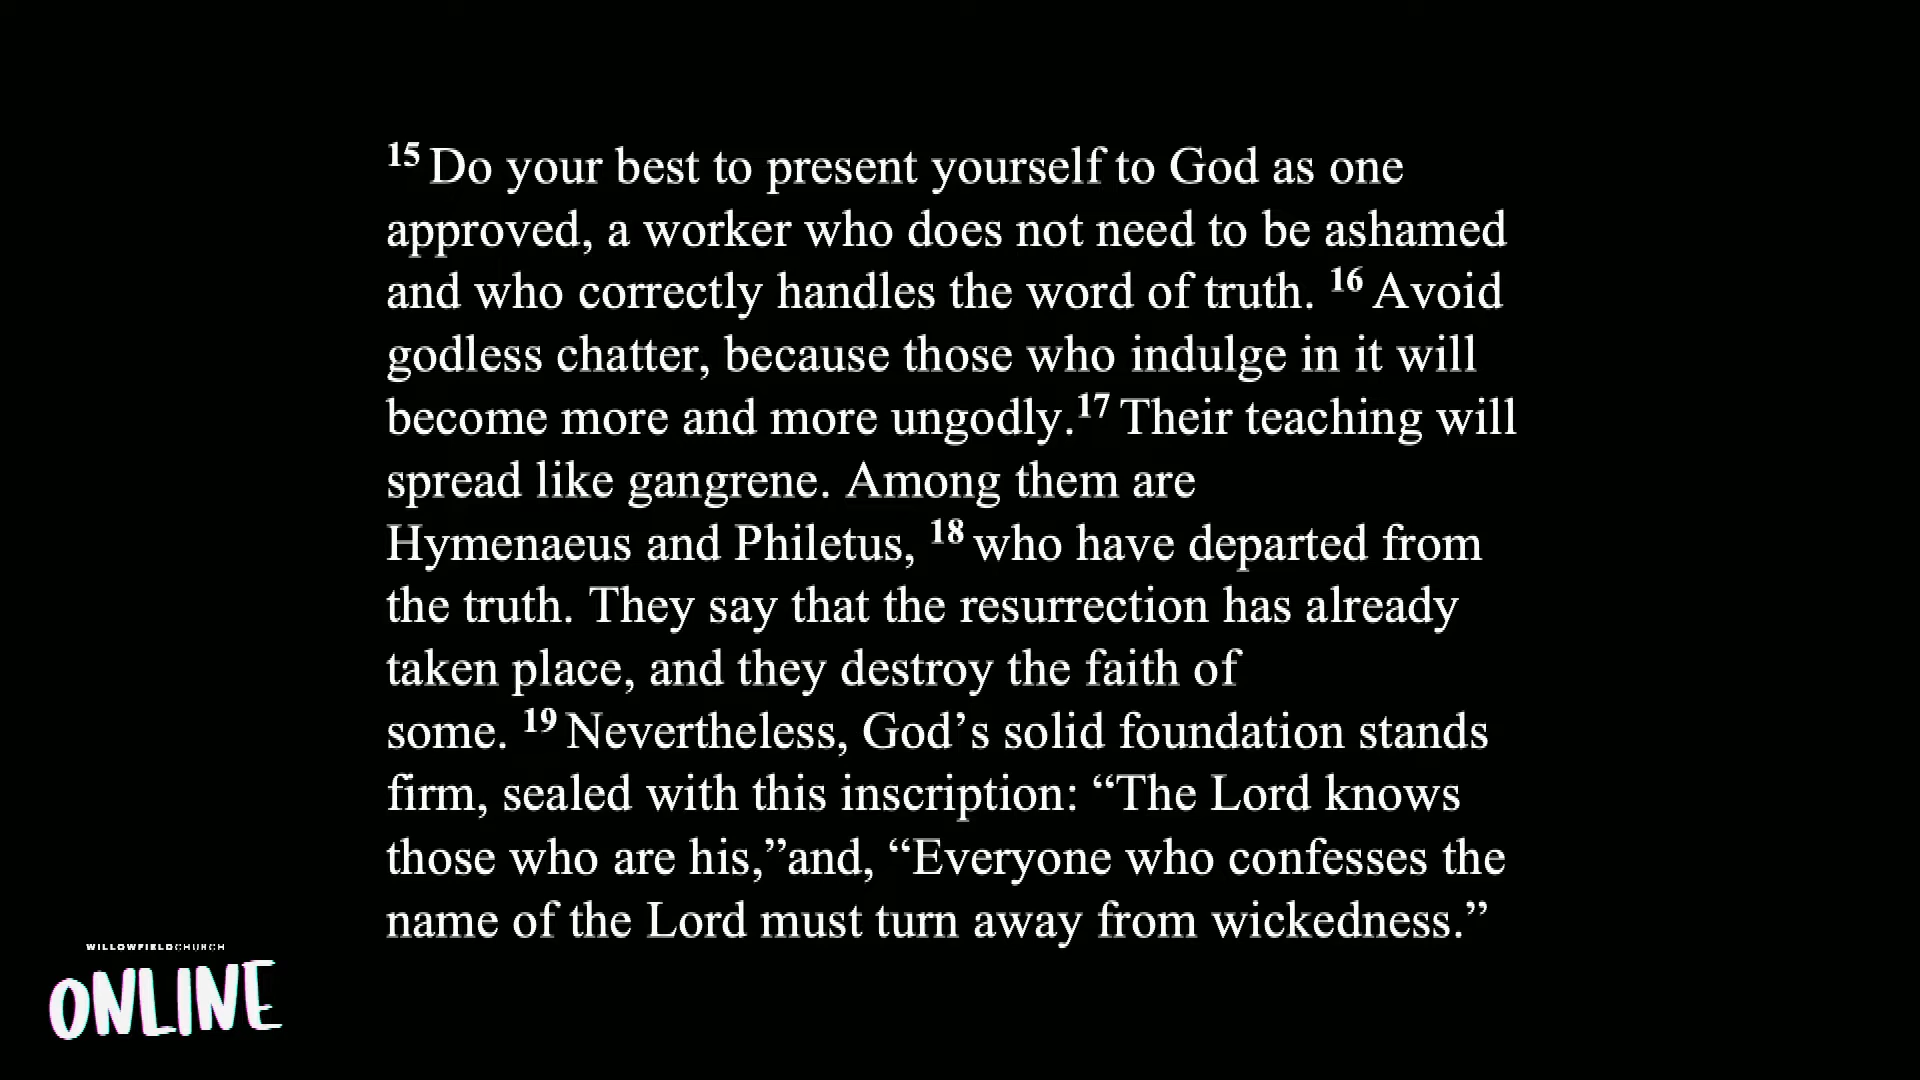 15 Do your best to present yourself to God as one
approved, a worker who does not need to be ashamed
and who correctly handles the word of truth. 16 Avoid
godless chatter, because those who indulge in it will
become more and more ungodly.17 Their teaching will
spread like gangrene. Among them are
Hymenaeus and Philetus, 18 who have departed from
the truth. They say that the resurrection has already
taken place, and they destroy the faith of
some. 19 Nevertheless, God’s solid foundation stands
firm, sealed with this inscription: “The Lord knows
those who are his,”and, “Everyone who confesses the
name of the Lord must turn away from wickedness.”
WILLOWFIELDCHURCH
ONLINE